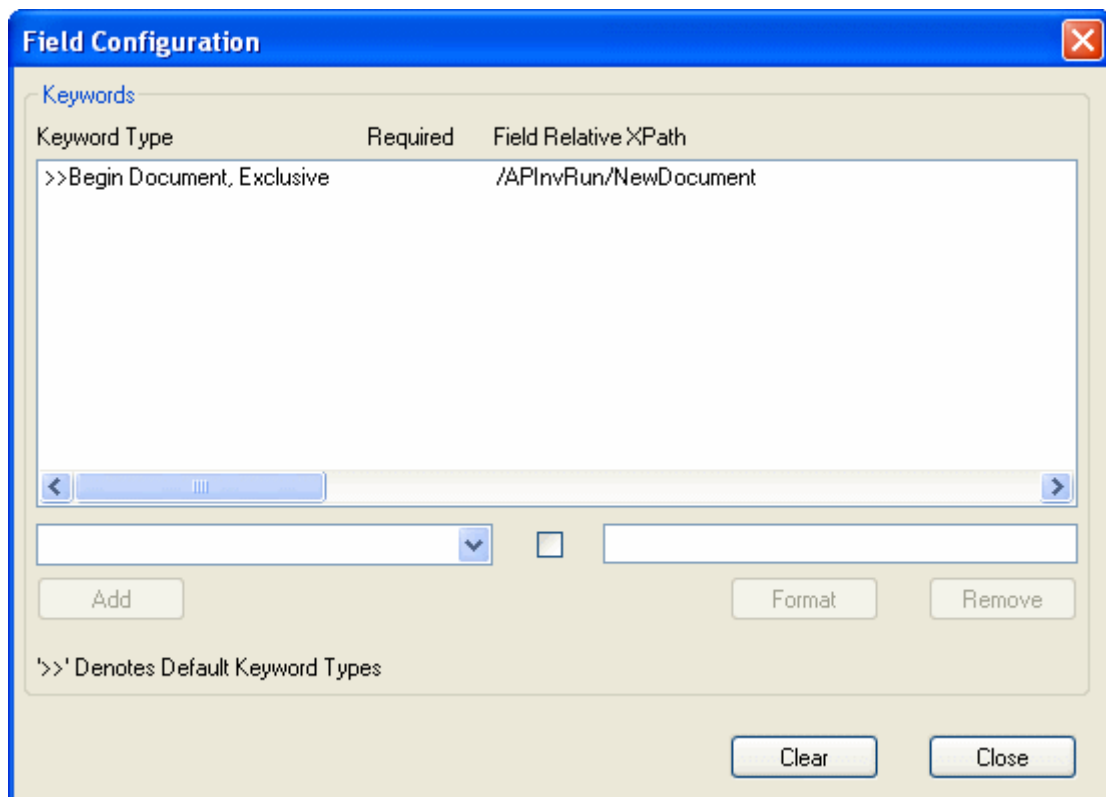 Field Configuration
Keywords
Keyword Type Required Field Relative XPath
>>Begin Document, Exclusive /APInvRun/NewDocument
Add Format Remove
'>>' Denotes Default Keyword Types
Clear Close